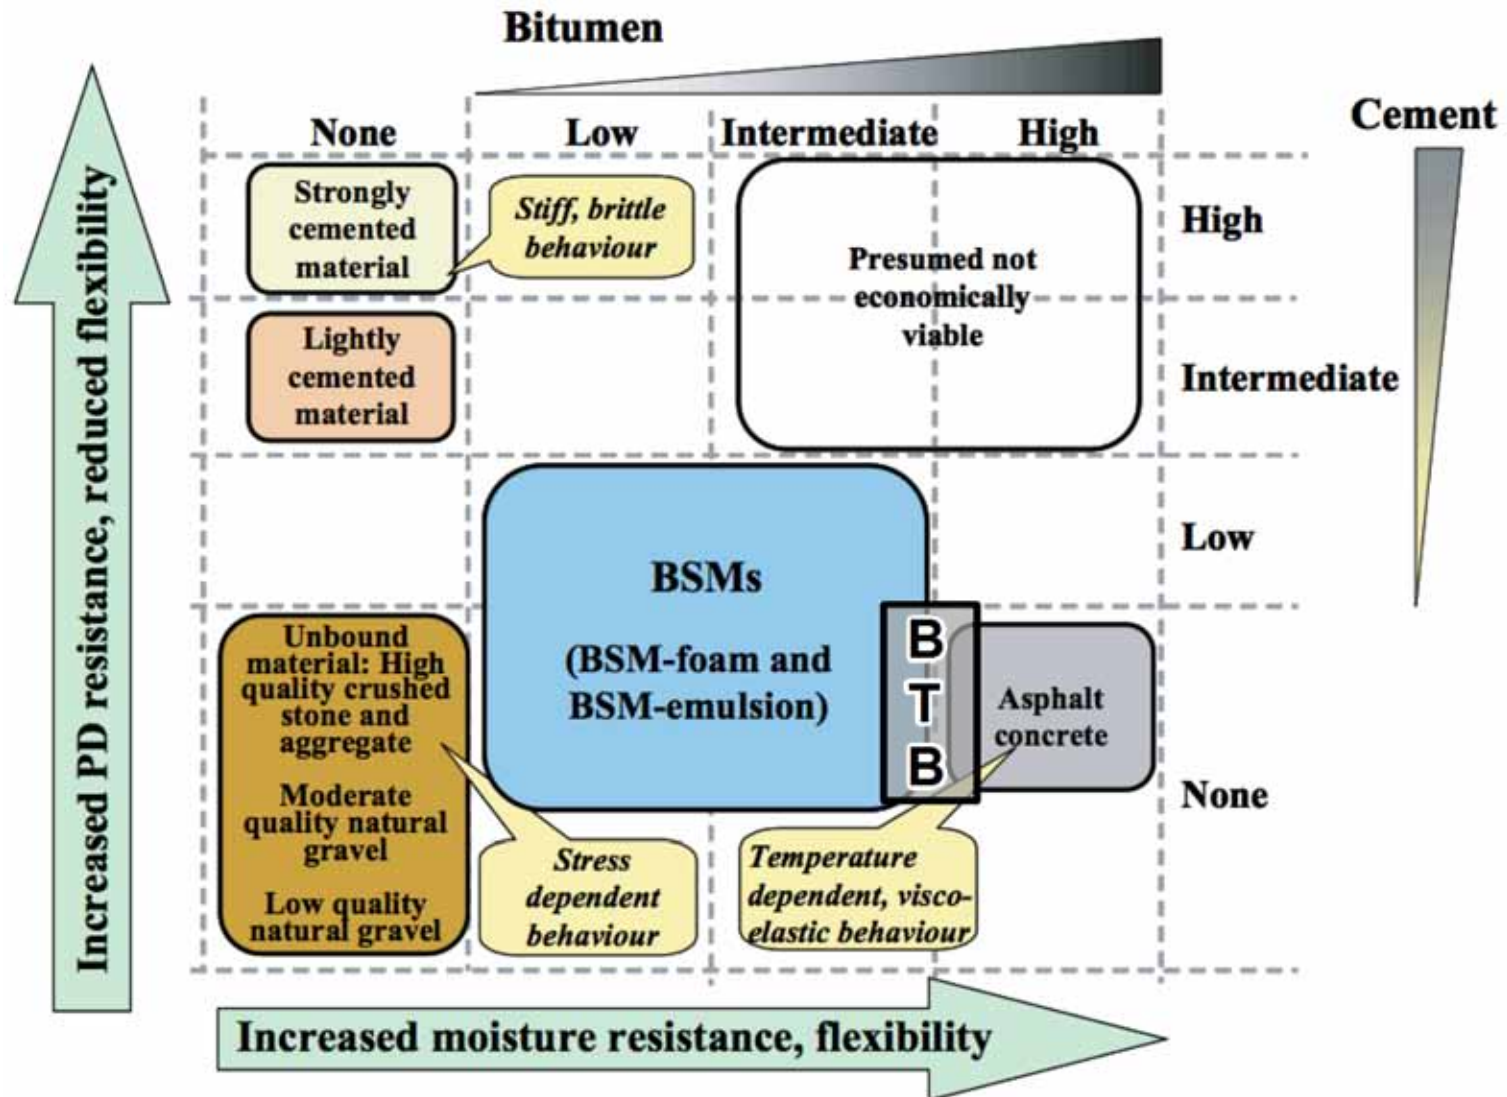 Bitumen
Cement
None
Low
Intermediate
High
Strongly
cemented
material
Stiff, brittle
behaviour
Presumed not
economically
viable
High
Lightly
cemented
material
Intermediate
Low
BSMs
(BSM-foam and
BSM-emulsion)
B
T
B
Asphalt
concrete
None
Unbound
material: High
quality crushed
stone and
aggregate
Moderate
quality natural
gravel
Low quality
natural gravel
Stress
dependent
behaviour
Temperature
dependent, visco-
elastic behaviour
Increased PD resistance, reduced flexibility
Increased moisture resistance, flexibility